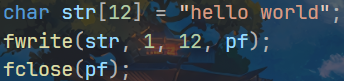 char str[12] = "hello world";
fwrite(str, 1, 12, pf);
fclose(pf);